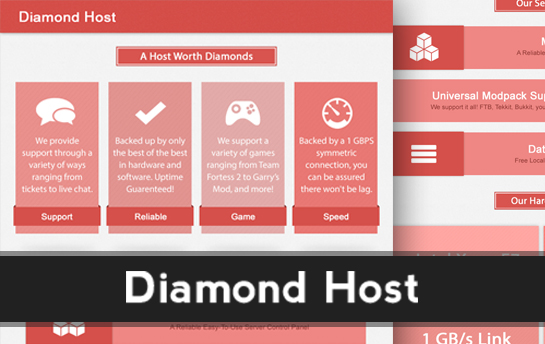 Diamond Host
A Host Worth Diamonds
We provide
support through a
variety of ways
ranging from
tickets to live chat.
Support
Backed up by only
the best of the best
in hardware and
software. Uptime
Guarenteed!
Reliable
We support a
variety of games
ranging from Team
Fortress 2 to Garry's
Mod, and more!
Game
Backed by a 1 GBPS
symmetric
connection, you
can be assured
there won't be lag.
Speed
Our Se
M
A Reliable
Universal Modpack Sup
We support it all! FTB, Tekkit, Bukkit, you
Dat
Free Local
Our Har
Diamond Host
A Reliable Easy-To-Use Server Control Panel
1 GB/s Link